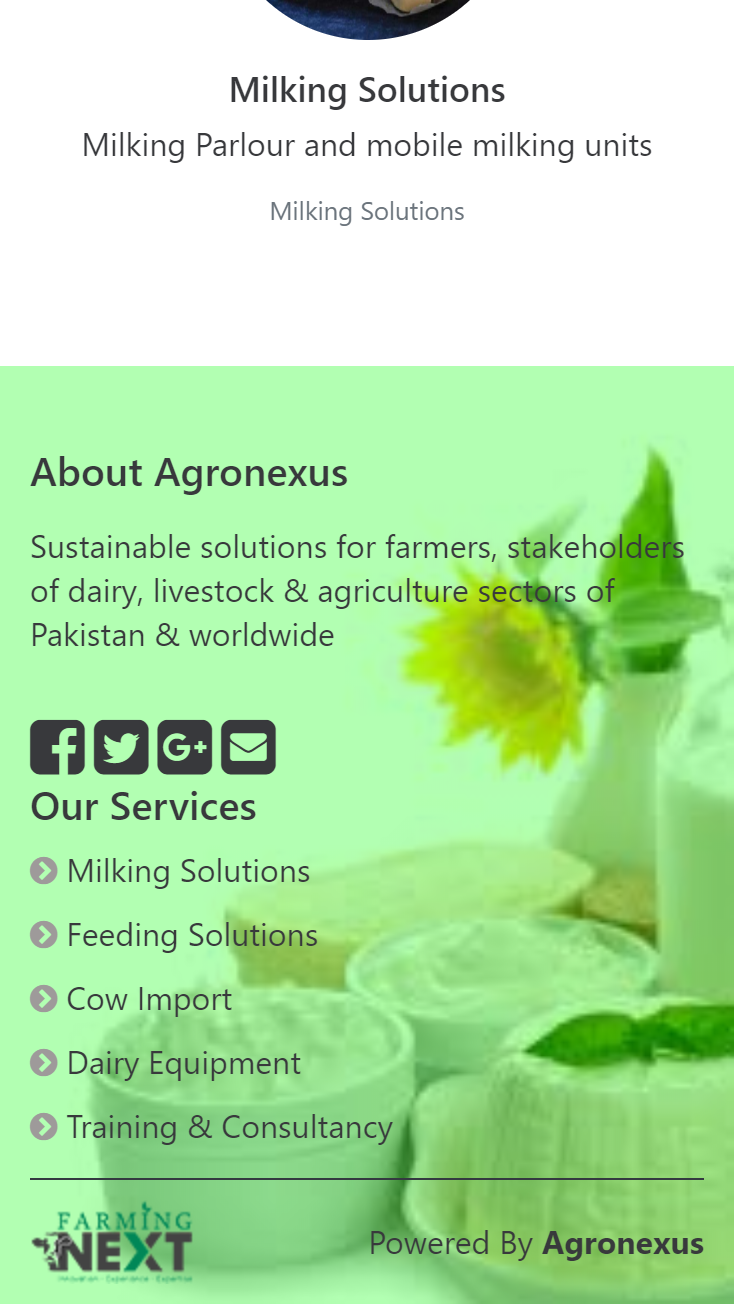 Milking Solutions
Milking Parlour and mobile milking units
Milking Solutions
About Agronexus
Sustainable solutions for farmers, stakeholders
of dairy, livestock & agriculture sectors of
Pakistan & worldwide
Our Services
Milking Solutions
Feeding Solutions
Cow Import
Dairy Equipment
Training & Consultancy
FARMING
NEXT
Innovation - Experience - Expertise
Powered By Agronexus